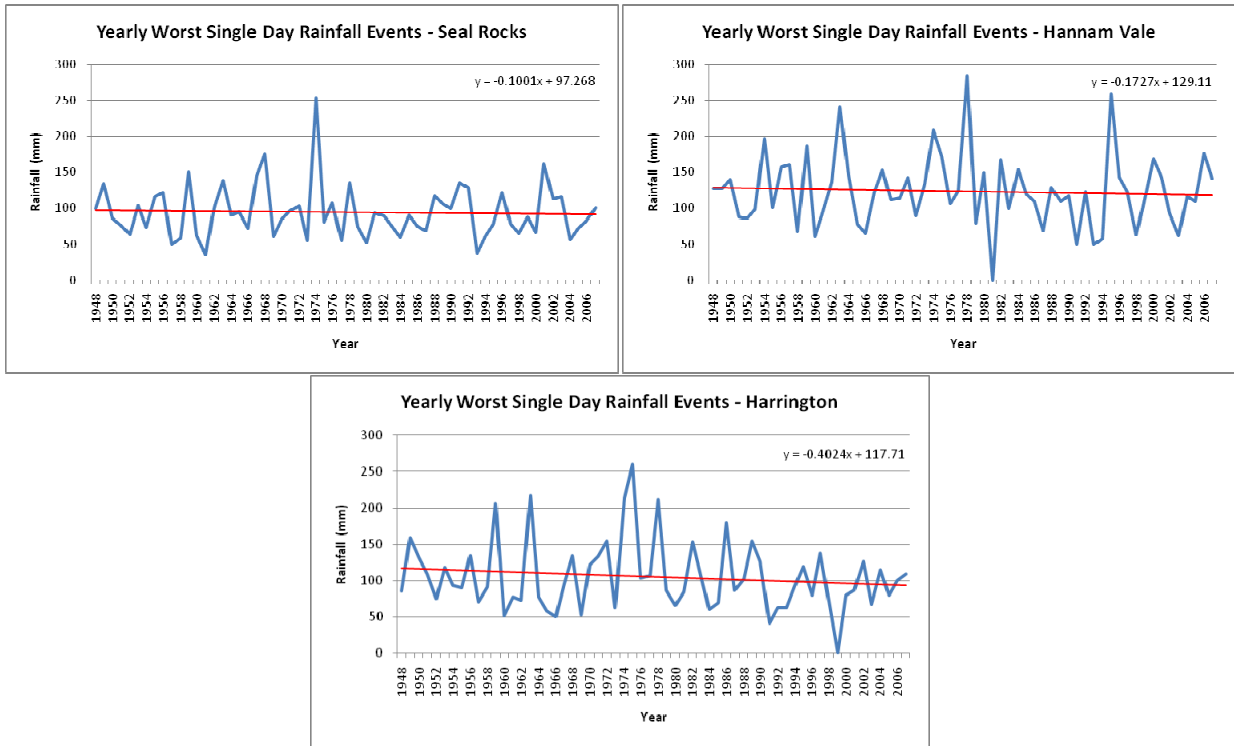 Yearly Worst Single Day Rainfall Events - Seal Rocks
y = -0.1001x + 97.268
Rainfall (mm)
300
250
200
150
100
50
0
1948 1950 1952 1954 1956 1958 1960 1962 1964 1966 1968 1970 1972 1974 1976 1978 1980 1982 1984 1986 1988 1990 1992 1994 1996 1998 2000 2002 2004 2006
Year
Yearly Worst Single Day Rainfall Events - Hannam Vale
y = -0.1727x + 129.11
Rainfall (mm)
300
250
200
150
100
50
0
1948 1950 1952 1954 1956 1958 1960 1962 1964 1966 1968 1970 1972 1974 1976 1978 1980 1982 1984 1986 1988 1990 1992 1994 1996 1998 2000 2002 2004 2006
Year
Yearly Worst Single Day Rainfall Events - Harrington
y = -0.4024x + 117.71
Rainfall (mm)
300
250
200
150
100
50
0
1948 1950 1952 1954 1956 1958 1960 1962 1964 1966 1968 1970 1972 1974 1976 1978 1980 1982 1984 1986 1988 1990 1992 1994 1996 1998 2000 2002 2004 2006
Year